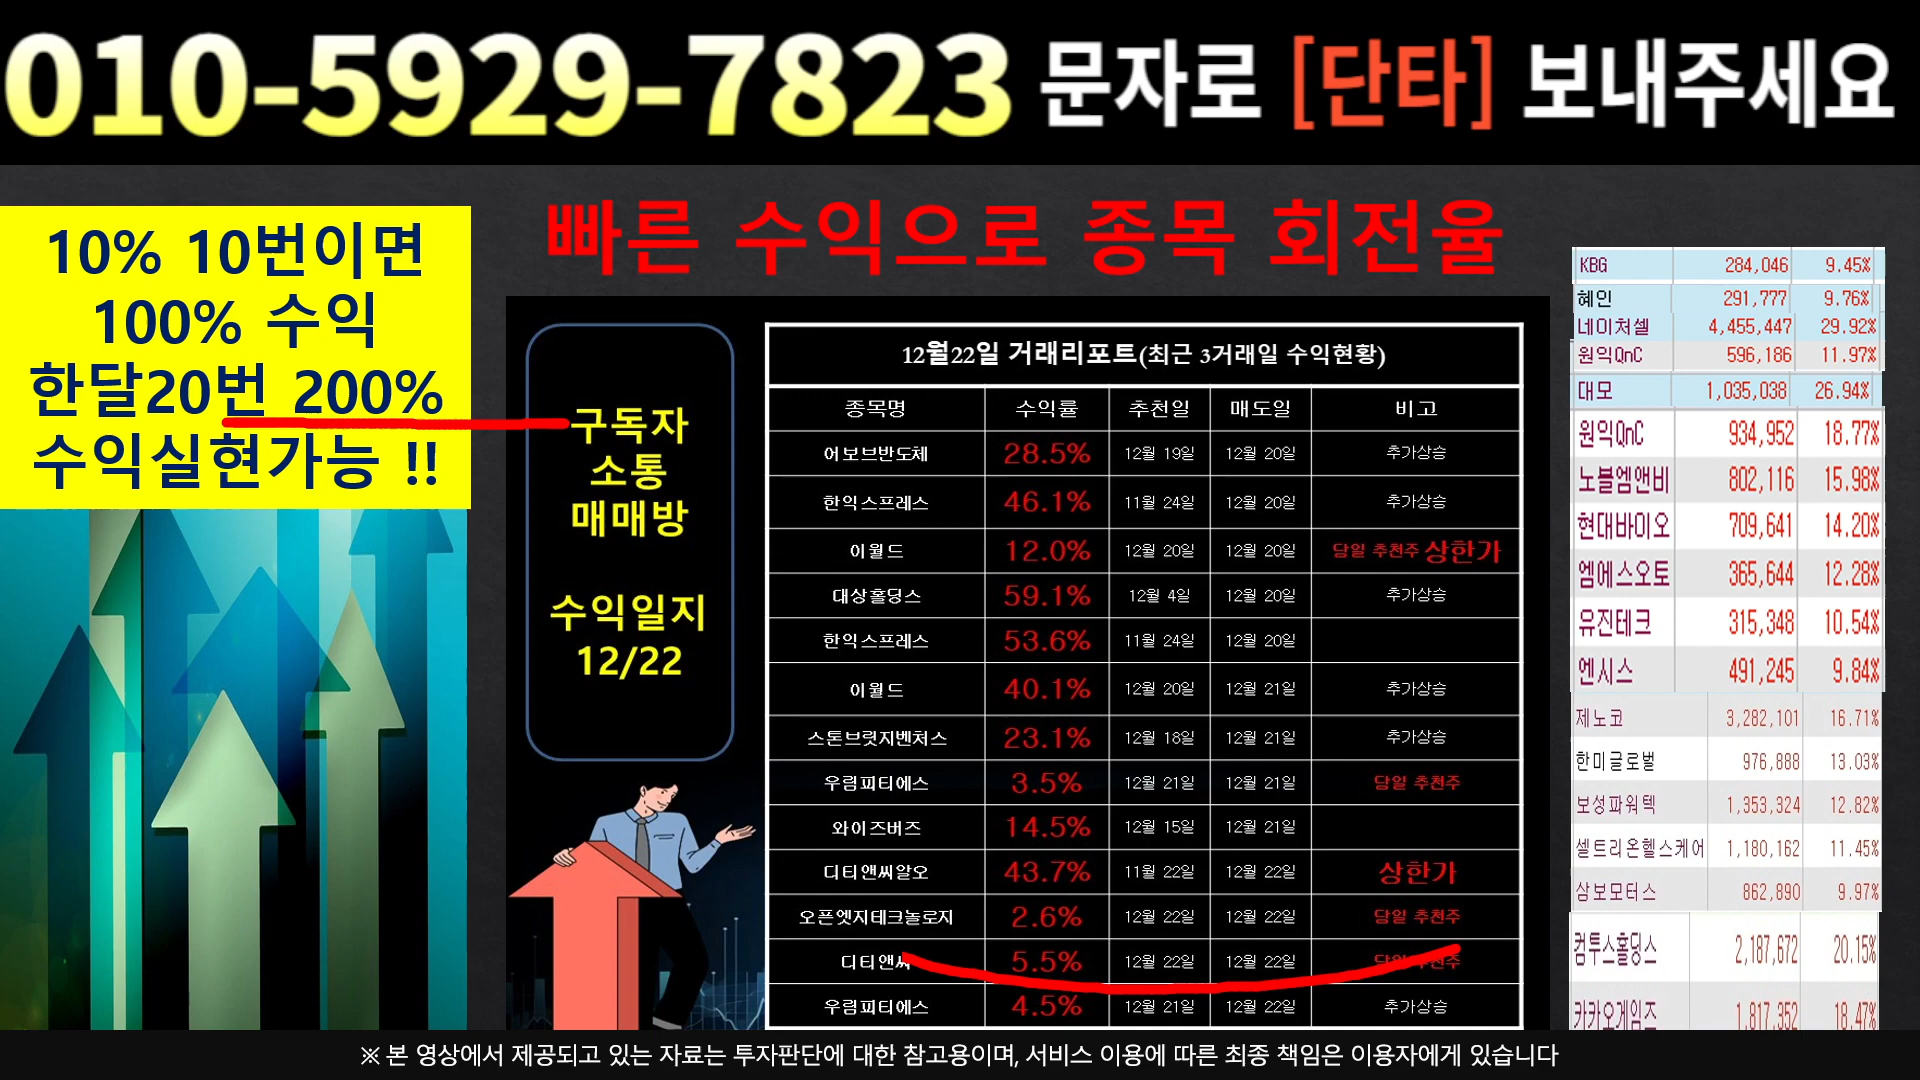 010-5929-7823 문자로 [단타] 보내주세요
빠른 수익으로 종목 회전율
10% 10번이면
100% 수익
한달20번 200%
수익실현가능 !!
구독자
소통
매매방
수익일지
12/22
12월22일 거래리포트(최근 3거래일 수익현황)
종목명 수익률 추천일 매도일 비고
어보브반도체 28.5% 12월 19일 12월 20일 추가상승
한익스프레스 46.1% 11월 24일 12월 20일 추가상승
이월드 12.0% 12월 20일 12월 20일 당일 추천주 상한가
대상홀딩스 59.1% 12월 4일 12월 20일 추가상승
한익스프레스 53.6% 11월 24일 12월 20일
이월드 40.1% 12월 20일 12월 21일 추가상승
스톤브릿지벤처스 23.1% 12월 18일 12월 21일 추가상승
우림피티에스 3.5% 12월 21일 12월 21일 당일 추천주
와이즈버즈 14.5% 12월 15일 12월 21일
디티앤씨알오 43.7% 11월 22일 12월 22일 상한가
오픈엣지테크놀로지 2.6% 12월 22일 12월 22일 당일 추천주
디티앤씨 5.5% 12월 22일 12월 22일 당일 추천주
우림피티에스 4.5% 12월 21일 12월 22일 추가상승
KBG 284,046 9.45%
혜인 291,777 9.76%
네이처셀 4,455,447 29.92%
원익QnC 596,186 11.97%
대모 1,035,038 26.94%
원익QnC 934,952 18.77%
노블엠앤비 802,116 15.98%
현대바이오 709,641 14.20%
엠에스오토 365,644 12.28%
유진테크 315,348 10.54%
엔시스 491,245 9.84%
제노코 3,282,101 16.71%
한미글로벌 976,888 13.03%
보성파워텍 1,353,324 12.82%
셀트리온헬스케어 1,180,162 11.45%
삼보모터스 862,890 9.97%
컴투스홀딩스 2,187,672 20.15%
카카오게임즈 1,817,352 18.47%
※ 본 영상에서 제공되고 있는 자료는 투자판단에 대한 참고용이며, 서비스 이용에 따른 최종 책임은 이용자에게 있습니다